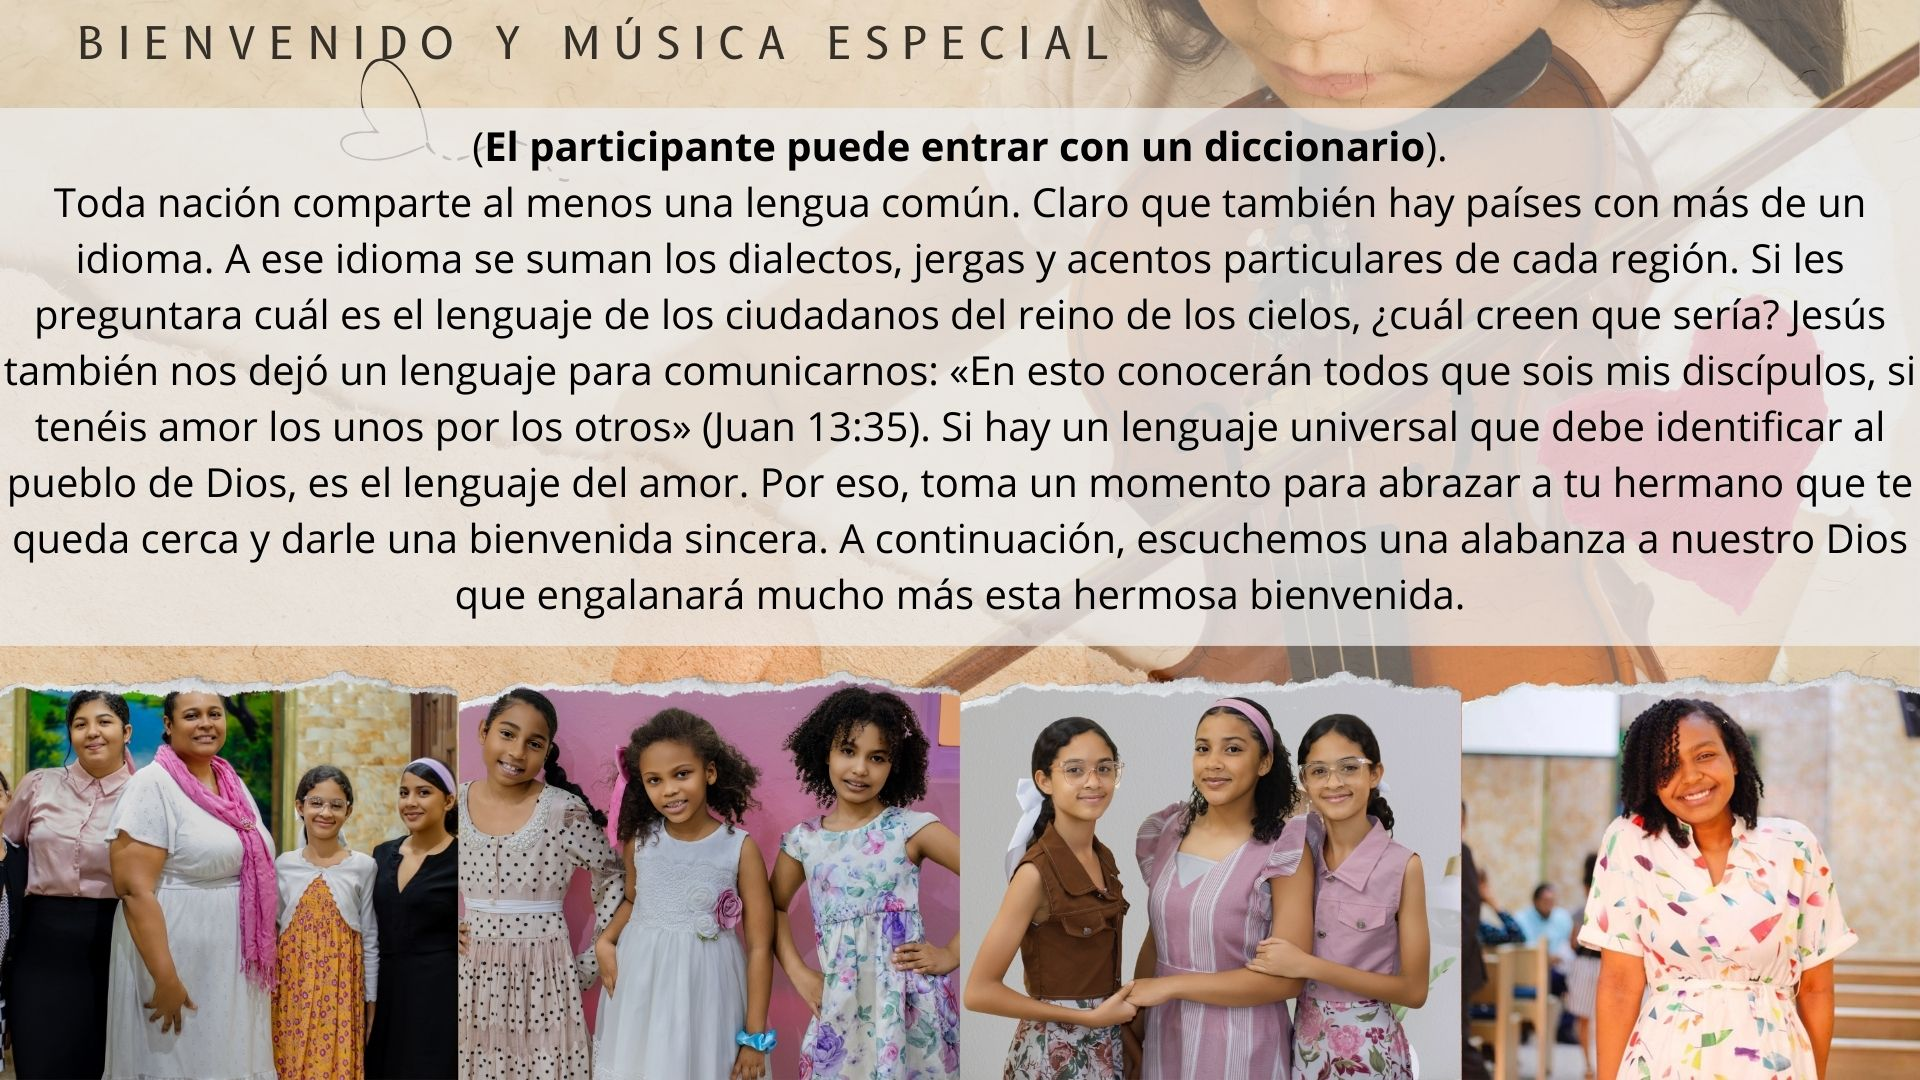 BIENVENIDO Y MÚSICA ESPECIAL
(El participante puede entrar con un diccionario).
Toda nación comparte al menos una lengua común. Claro que también hay países con más de un
idioma. A ese idioma se suman los dialectos, jergas y acentos particulares de cada región. Si les
preguntara cuál es el lenguaje de los ciudadanos del reino de los cielos, ¿cuál creen que sería? Jesús
también nos dejó un lenguaje para comunicarnos: «En esto conocerán todos que sois mis discípulos, si
tenéis amor los unos por los otros» (Juan 13:35). Si hay un lenguaje universal que debe identificar al
pueblo de Dios, es el lenguaje del amor. Por eso, toma un momento para abrazar a tu hermano que te
queda cerca y darle una bienvenida sincera. A continuación, escuchemos una alabanza a nuestro Dios
que engalanará mucho más esta hermosa bienvenida.